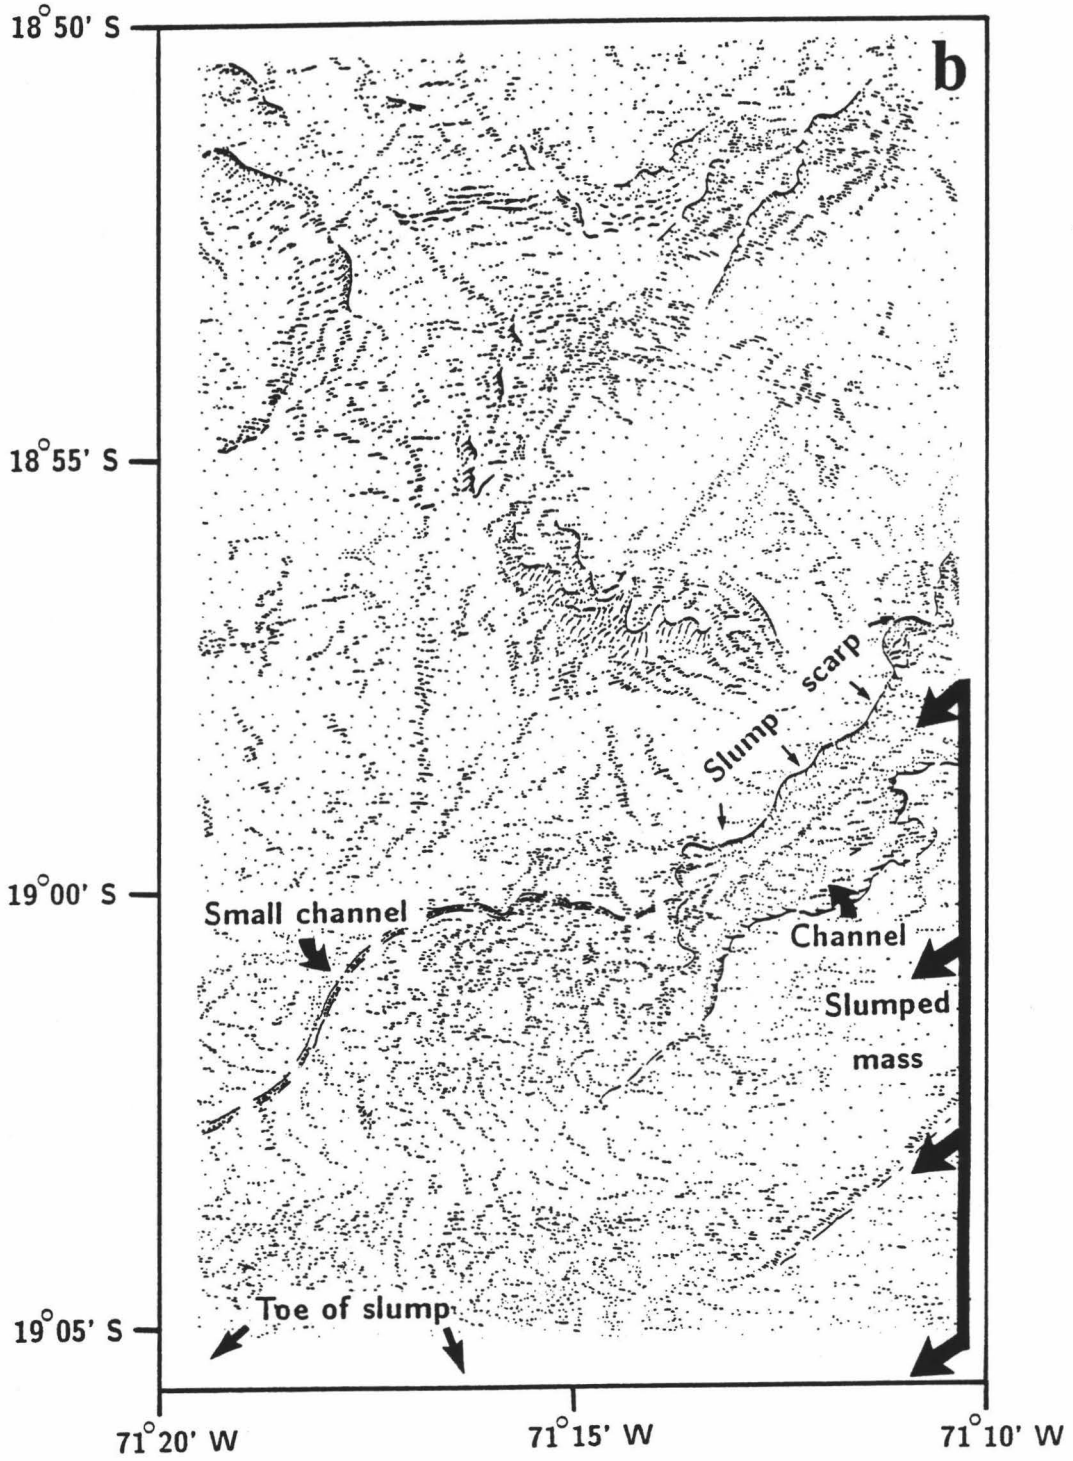 18°50' S
b
18°55' S
scarp
Slump
19°00' S
Small channel
Channel
Slumped
mass
Toe of slump
19°05' S
71°20' W
71°15' W
71°10' W